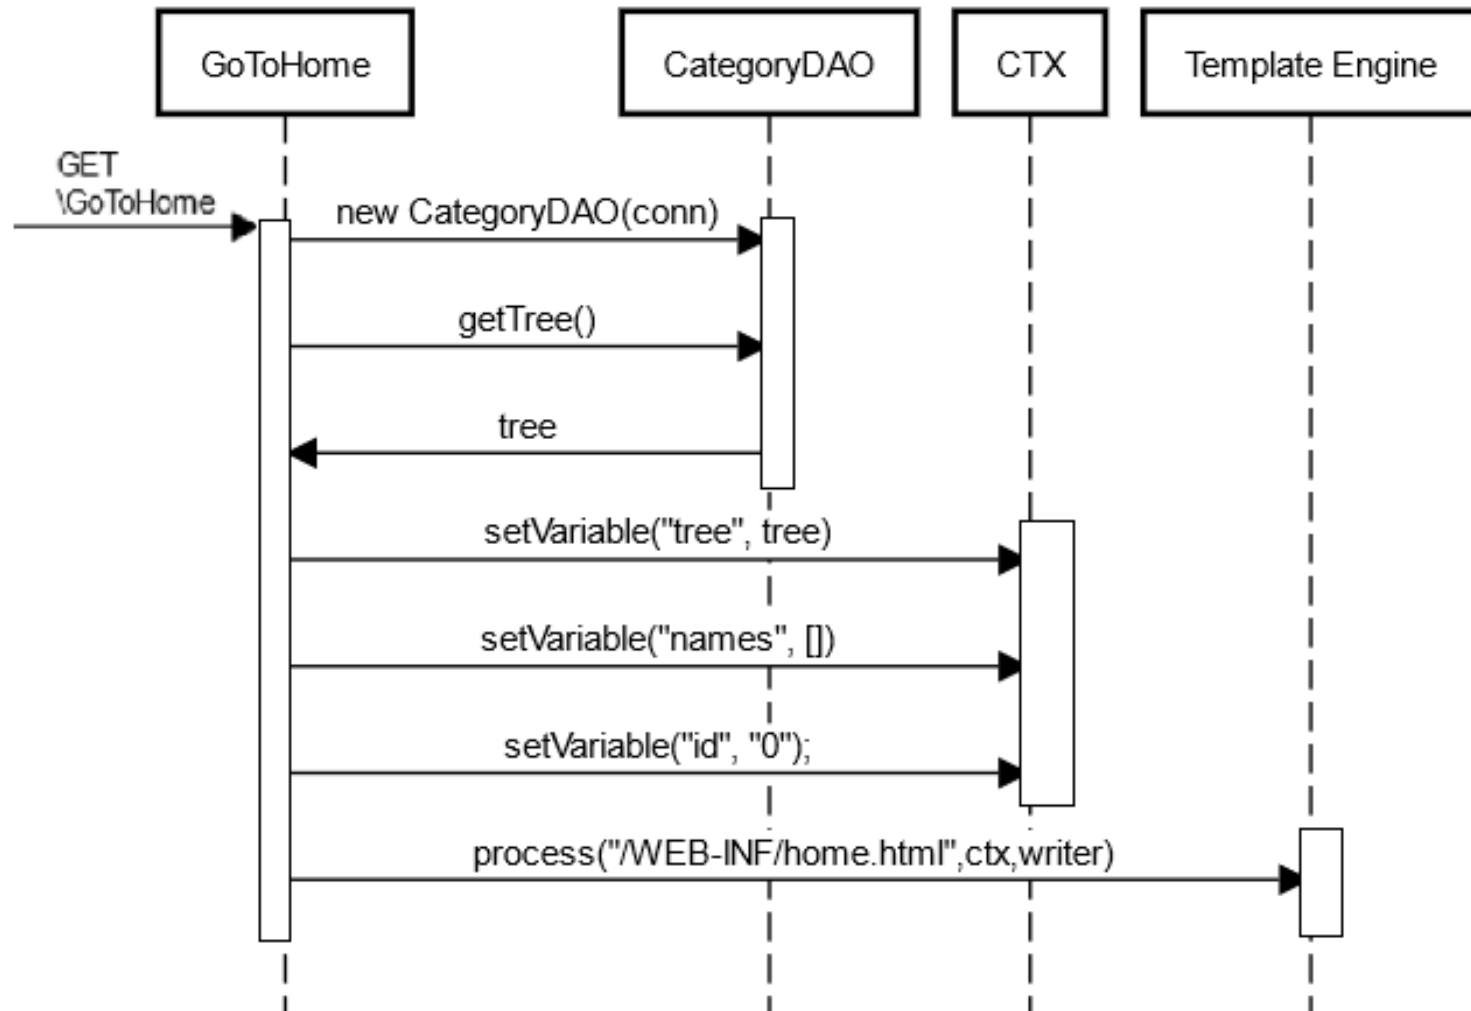 GoToHome
CategoryDAO
CTX
Template Engine
GET
\GoToHome
new CategoryDAO(conn)
getTree()
tree
setVariable("tree", tree)
setVariable("names", [])
setVariable("id", "0");
process("/WEB-INF/home.html",ctx,writer)